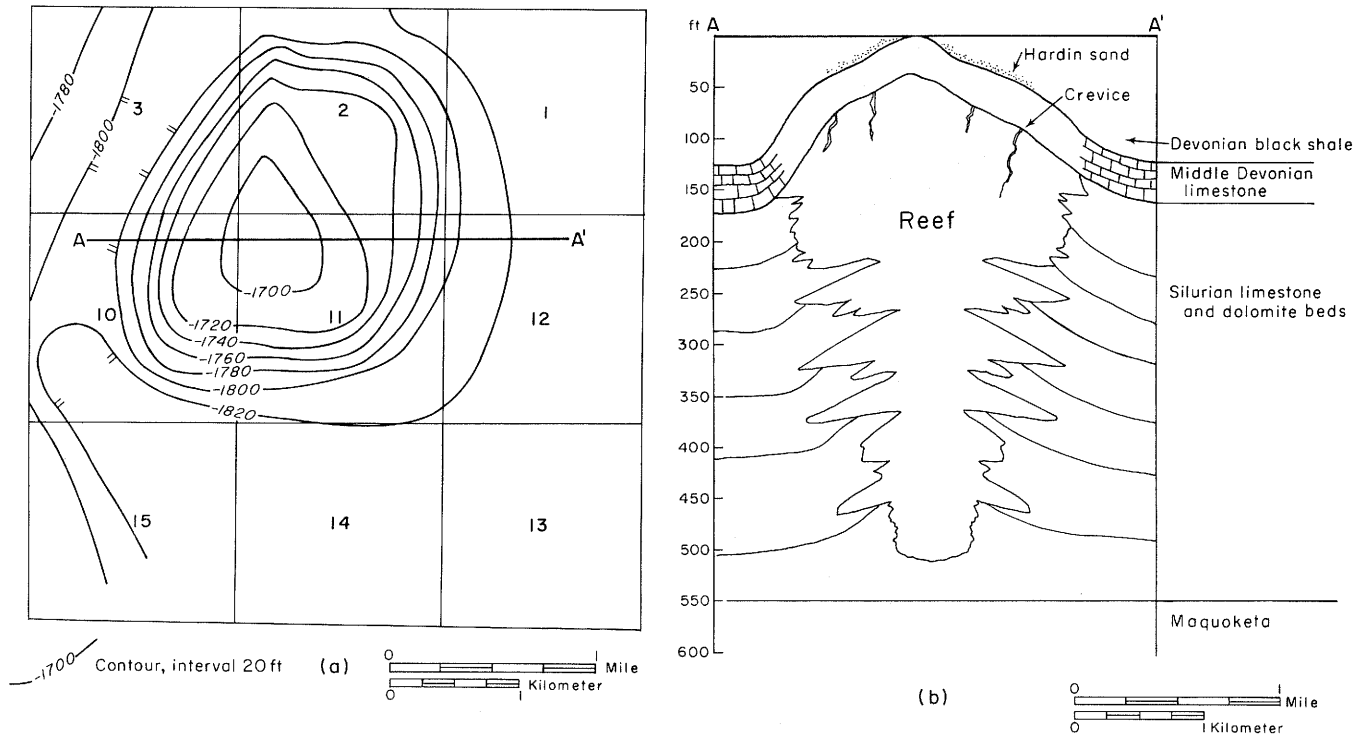 -1780
-1800
3
2
1
A
A'
-1700
-1720
11
-1740
-1760
-1780
-1800
-1820
10
12
15
14
13
-1700
Contour, interval 20 ft
(a)
0 1
Mile
Kilometer
0 1
ft A
A'
50
100
150
200
250
300
350
400
450
500
550
600
Hardin sand
Crevice
Devonian black shale
Middle Devonian
limestone
Reef
Silurian limestone
and dolomite beds
Maquoketa
(b)
0 1
Mile
0 1 Kilometer